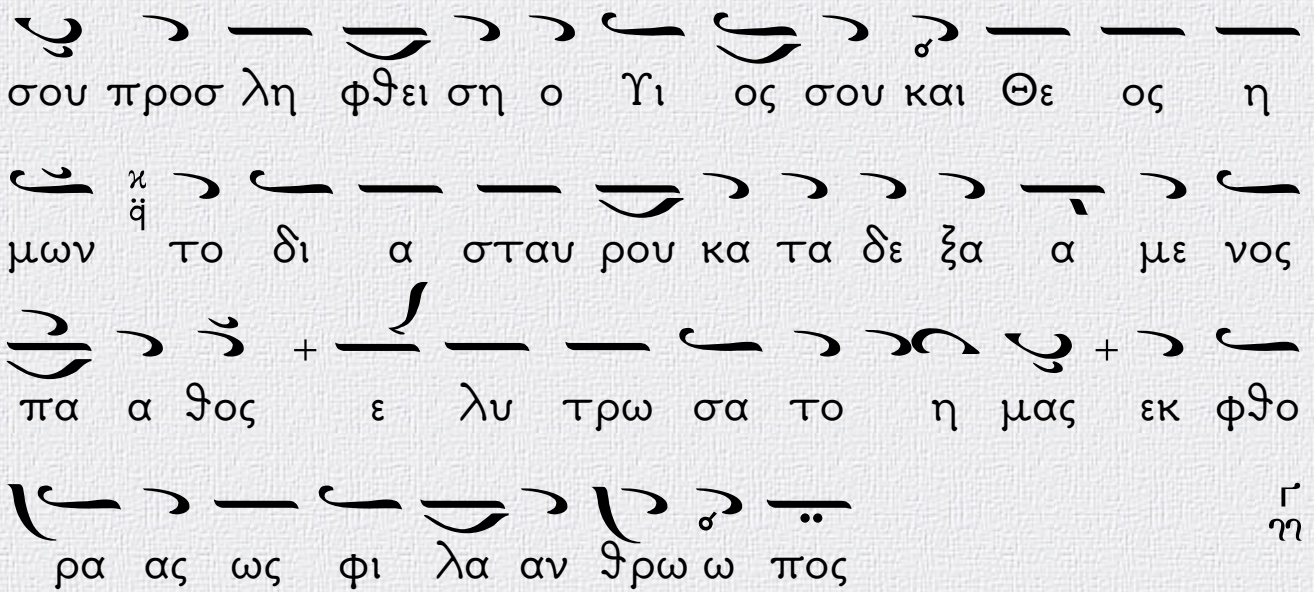 σου προσ λη φθει ση ο Υι ος σου και Θε ος η
μων το δι α σταυ ρου κα τα δε ξα α με νος
πα α θος ε λυ τρω σα το η μας εκ φθο
ρα ας ως φι λα αν θρω ω πος